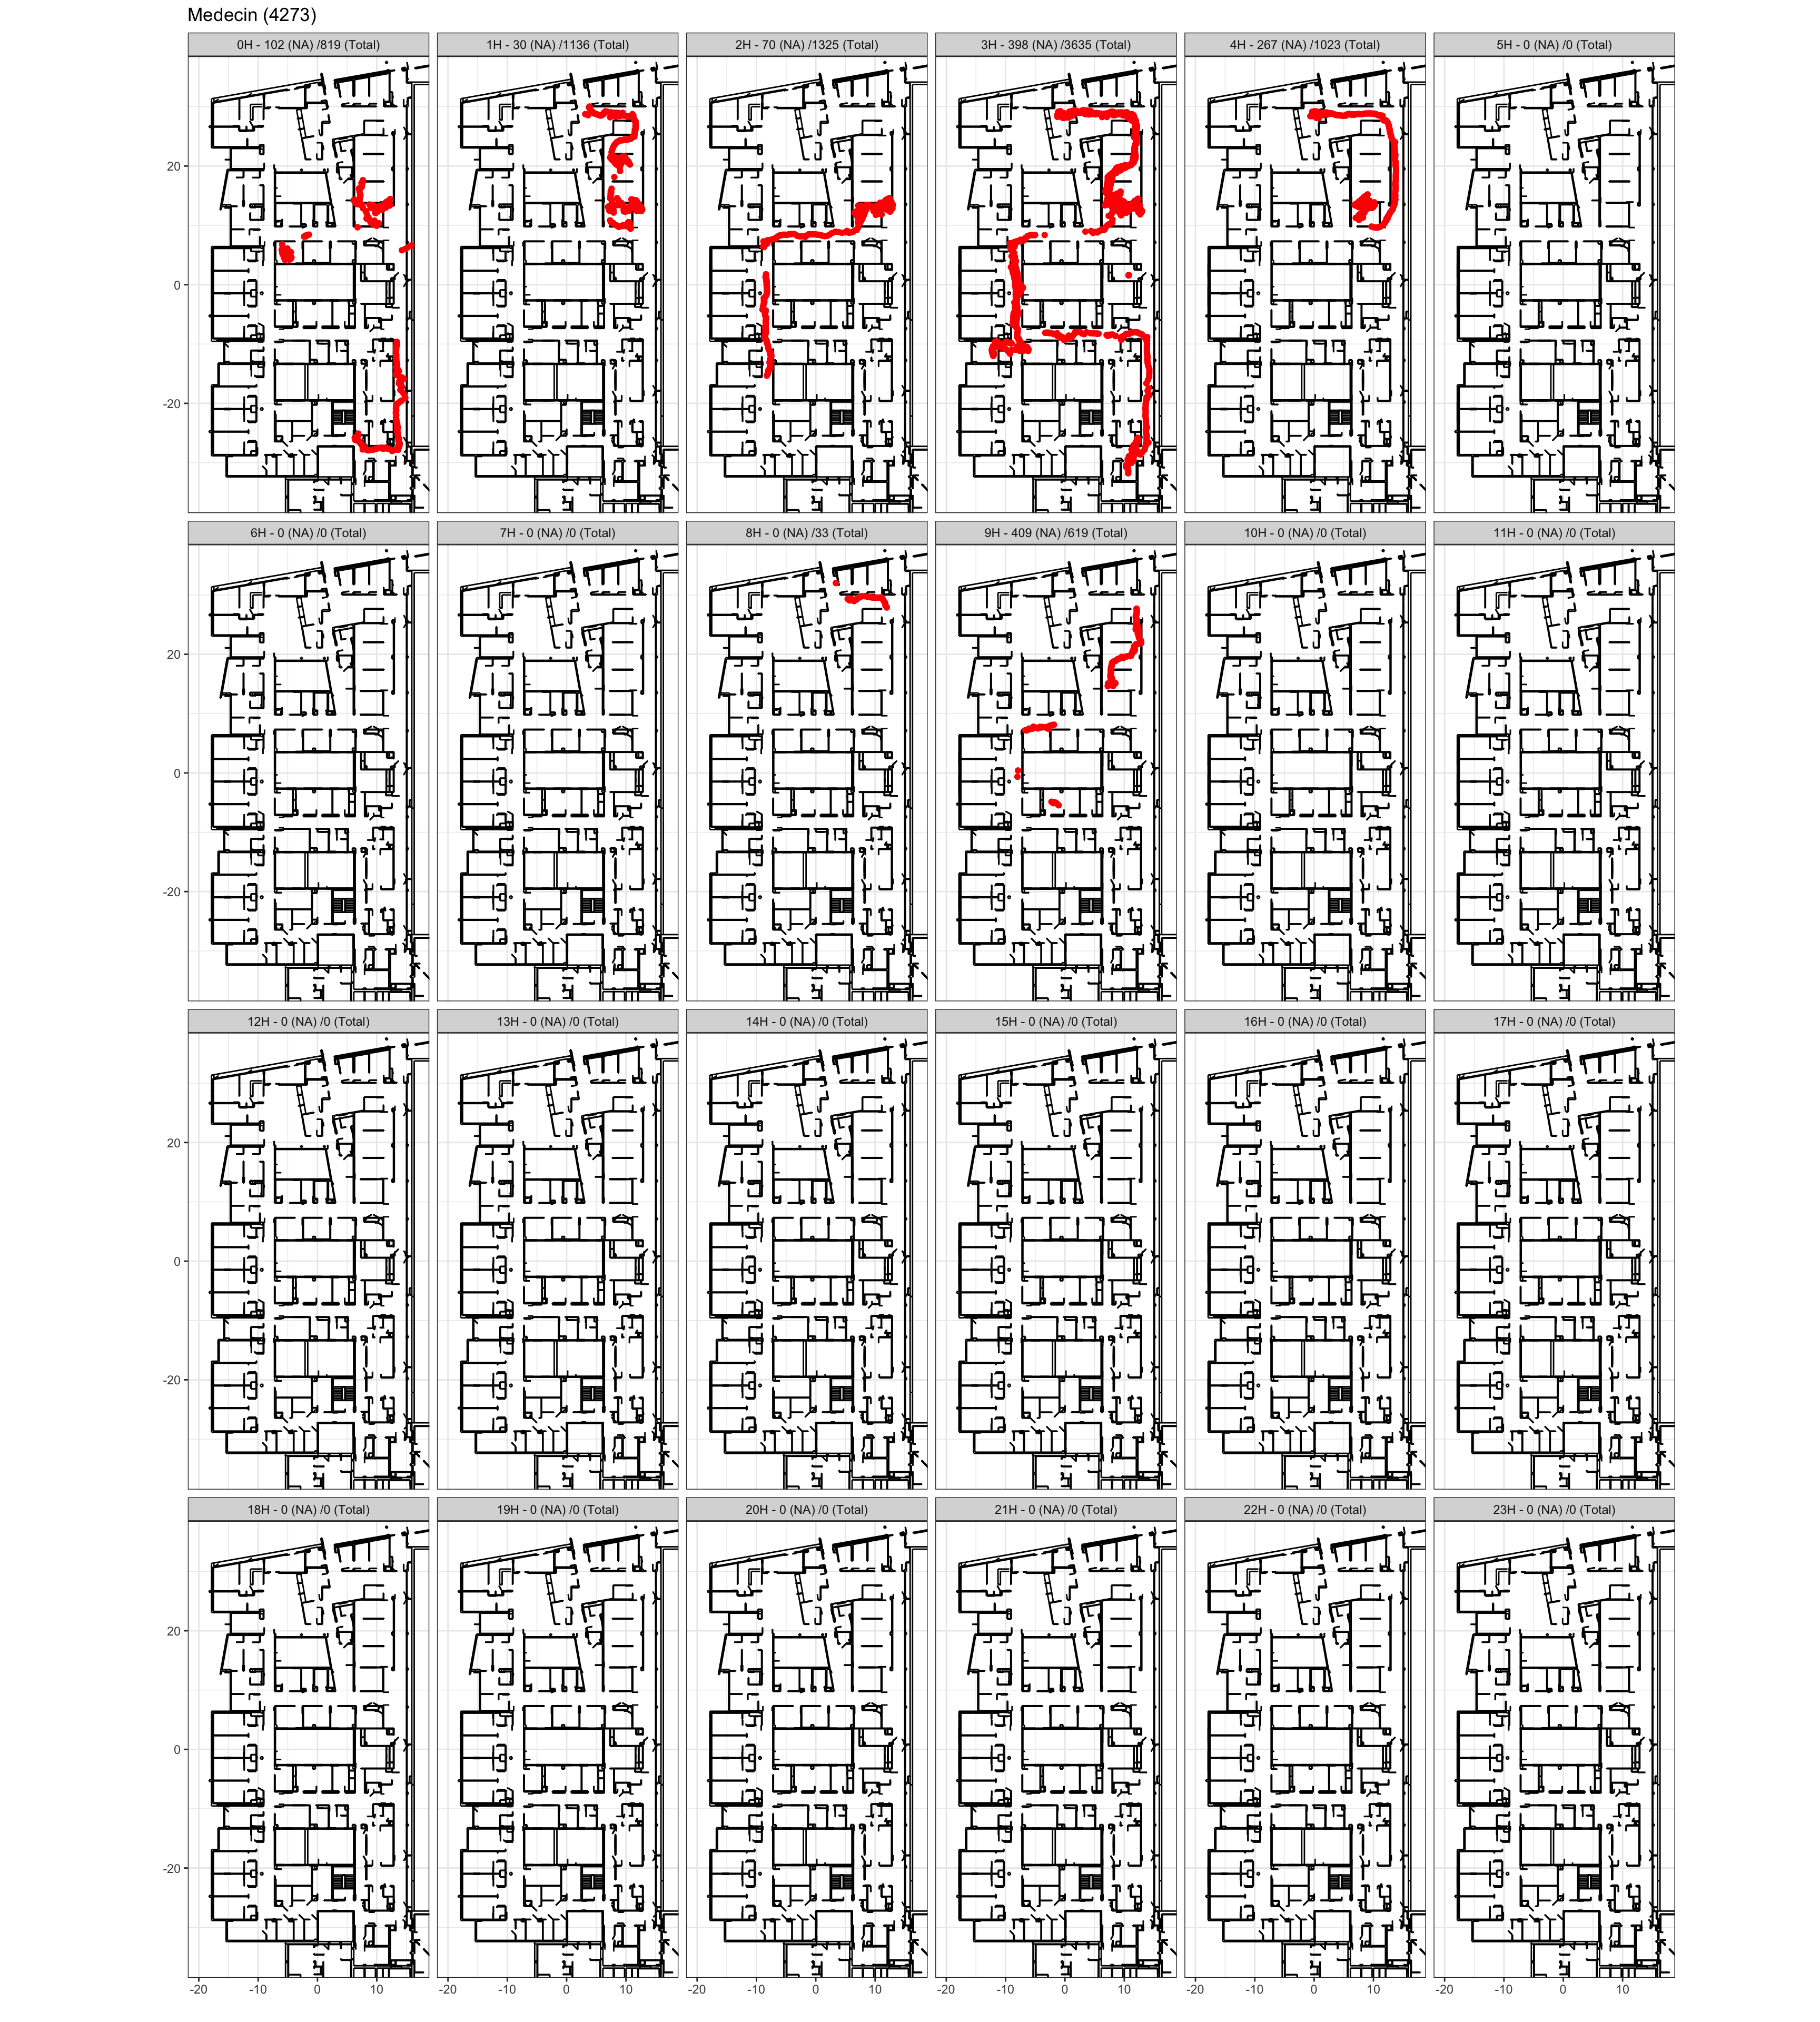 Medecin (4273)
0H - 102 (NA) /819 (Total) 1H - 30 (NA) /1136 (Total) 2H - 70 (NA) /1325 (Total) 3H - 398 (NA) /3635 (Total) 4H - 267 (NA) /1023 (Total) 5H - 0 (NA) /0 (Total)
20
0
-20
6H - 0 (NA) /0 (Total) 7H - 0 (NA) /0 (Total) 8H - 0 (NA) /33 (Total) 9H - 409 (NA) /619 (Total) 10H - 0 (NA) /0 (Total) 11H - 0 (NA) /0 (Total)
20
0
-20
12H - 0 (NA) /0 (Total) 13H - 0 (NA) /0 (Total) 14H - 0 (NA) /0 (Total) 15H - 0 (NA) /0 (Total) 16H - 0 (NA) /0 (Total) 17H - 0 (NA) /0 (Total)
20
0
-20
18H - 0 (NA) /0 (Total) 19H - 0 (NA) /0 (Total) 20H - 0 (NA) /0 (Total) 21H - 0 (NA) /0 (Total) 22H - 0 (NA) /0 (Total) 23H - 0 (NA) /0 (Total)
20
0
-20
-20 -10 0 10 -20 -10 0 10 -20 -10 0 10 -20 -10 0 10 -20 -10 0 10 -20 -10 0 10